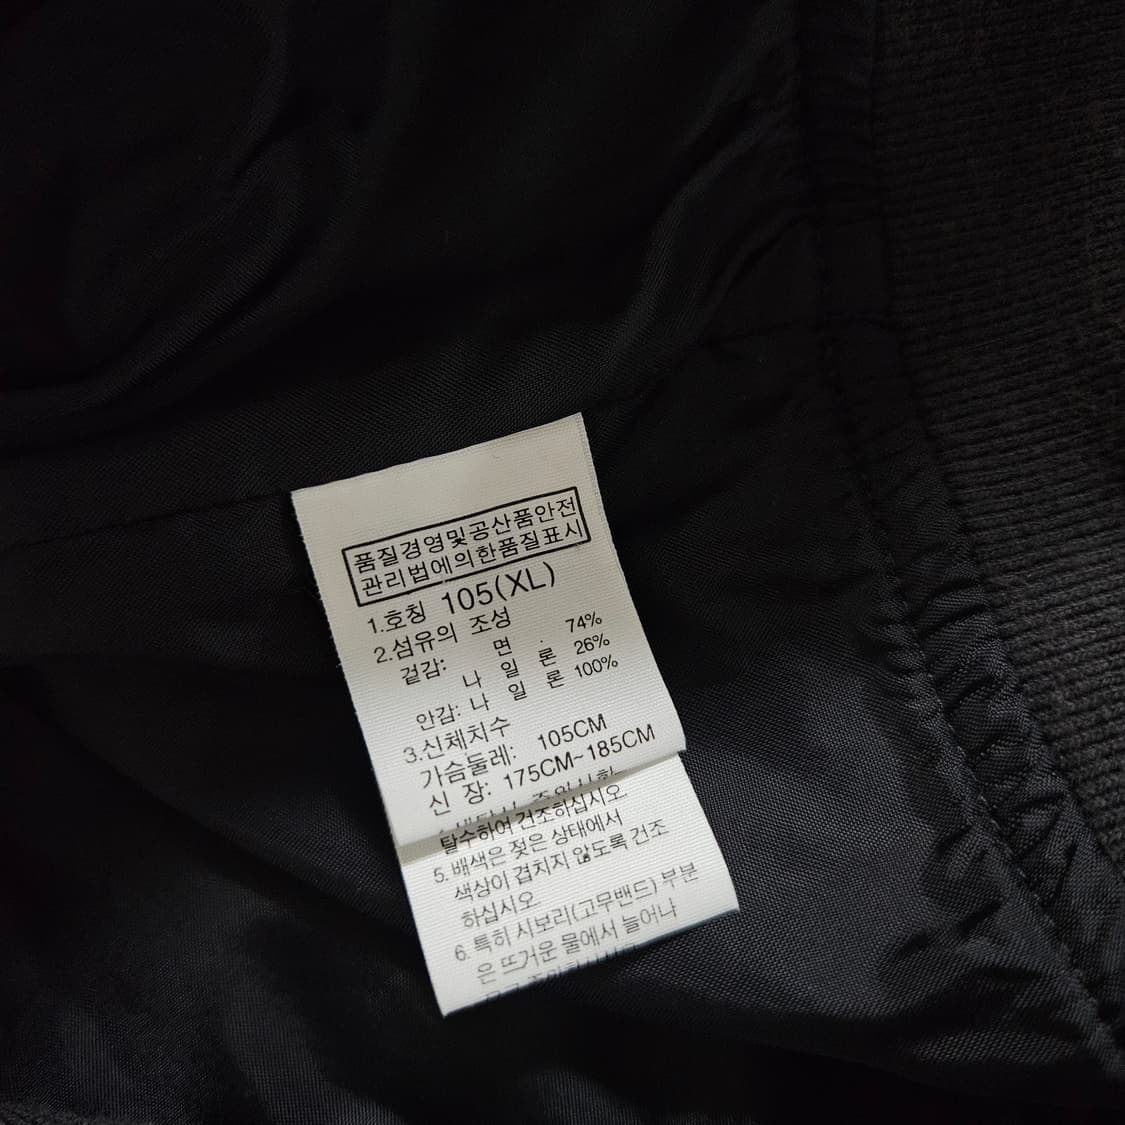 품질경영및공산품안전
관리법에의한품질표시
1.호칭 105(XL)
2.섬유의 조성
겉감: 면 74%
나 일 론 26%
안감: 나 일 론 100%
3.신체치수
가슴둘레: 105CM
신 장: 175CM~185CM
탈수하여 건조하십시오.
5. 배색은 젖은 상태에서
색상이 겹치지 않도록 건조
하십시오
6. 특히 시보리(고무밴드) 부분
은 뜨거운 물에서 늘어나